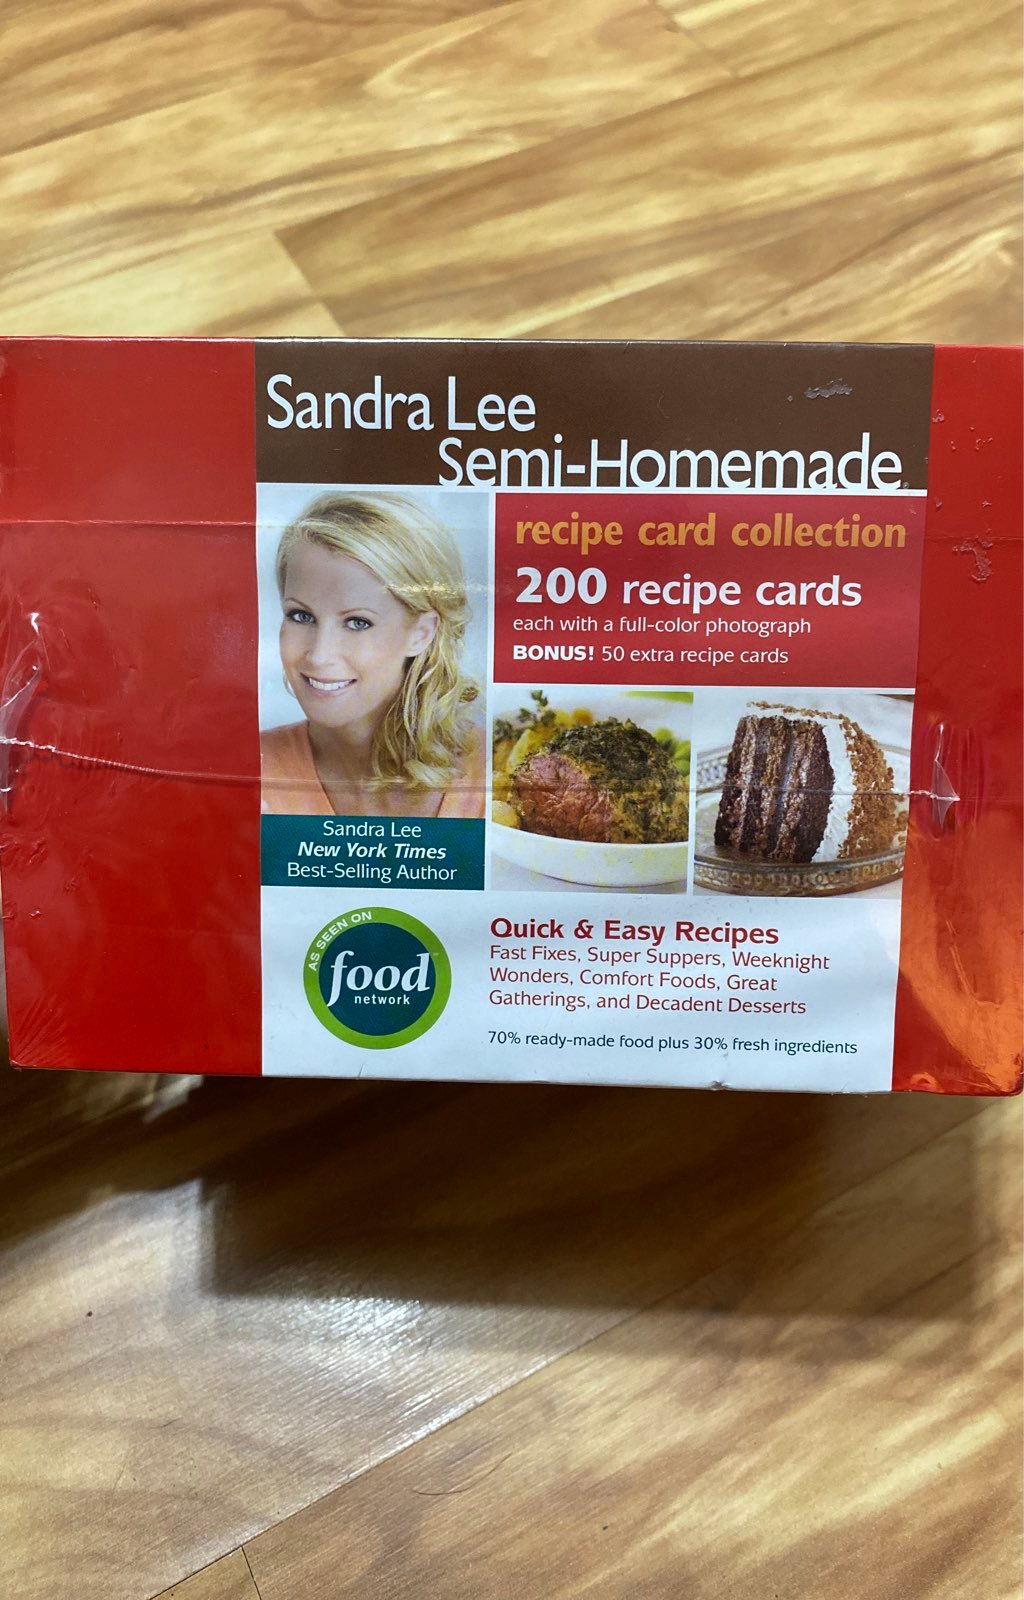 Sandra Lee
Semi-Homemade
recipe card collection
200 recipe cards
each with a full-color photograph
BONUS! 50 extra recipe cards
Sandra Lee
New York Times
Best-Selling Author
AS SEEN ON
food
network
Quick & Easy Recipes
Fast Fixes, Super Suppers, Weeknight
Wonders, Comfort Foods, Great
Gatherings, and Decadent Desserts
70% ready-made food plus 30% fresh ingredients